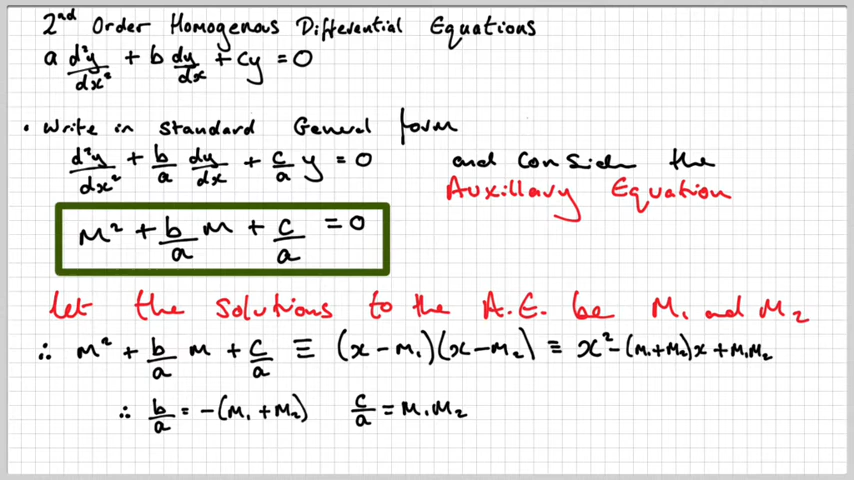 2nd Order Homogenous Differential Equations
a d²y/dx² + b dy/dx + cy = 0
• Write in standard General form
d²y/dx² + b/a dy/dx + c/a y = 0 and consider the
Auxillary Equation
m² + b/a m + c/a = 0
Let the solutions to the A.E. be M₁ and M₂
∴ m² + b/a m + c/a ≡ (x - m₁)(x - m₂) ≡ x² - (m₁+m₂)x + m₁m₂
∴ b/a = -(m₁ + m₂) c/a = m₁m₂